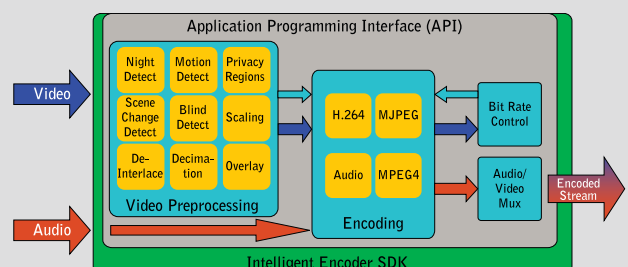 Application Programming Interface (API)
Night
Detect
Motion
Detect
Privacy
Regions
Scene
Change
Detect
Blind
Detect
Scaling
De-
Interlace
Decima-
tion
Overlay
Video Preprocessing
Video
Audio
H.264
MJPEG
Audio
MPEG4
Encoding
Bit Rate
Control
Audio/
Video
Mux
Encoded
Stream
Intelligent Encoder SDK